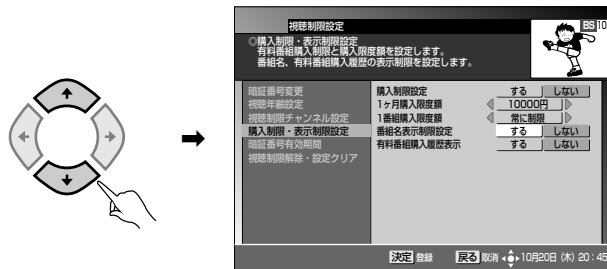 視聴制限設定
BS 10
◎購入制限・表示制限設定
有料番組購入制限と購入限度額を設定します。
番組名、有料番組購入履歴の表示制限を設定します。
暗証番号変更
視聴年齢設定
視聴制限チャンネル設定
購入制限・表示制限設定
暗証番号有効期間
視聴制限解除・設定クリア
購入制限設定 する しない
1ヶ月購入限度額 10000円
1番組購入限度額 常に制限
番組名表示制限設定 する しない
有料番組購入履歴表示 する しない
決定 登録 戻る 取消 10月20日 (木) 20:45